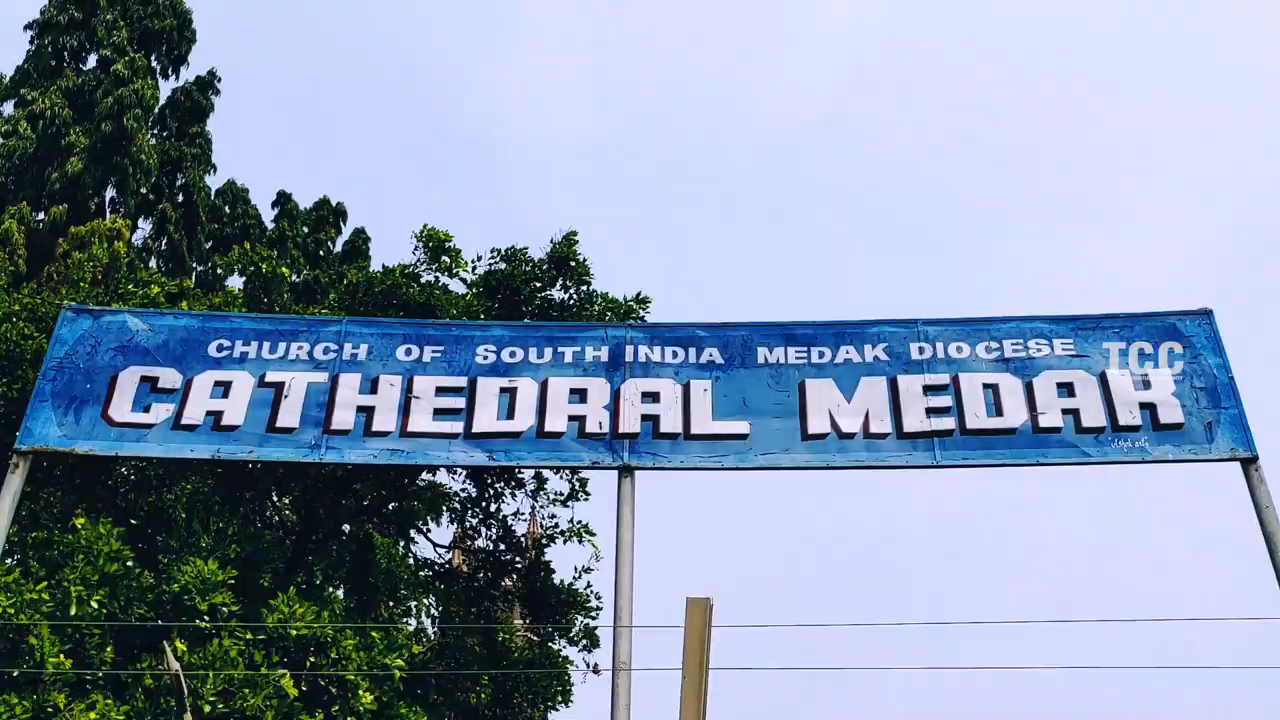 CHURCH OF SOUTH INDIA MEDAK DIOCESE
CATHEDRAL MEDAK
TCC